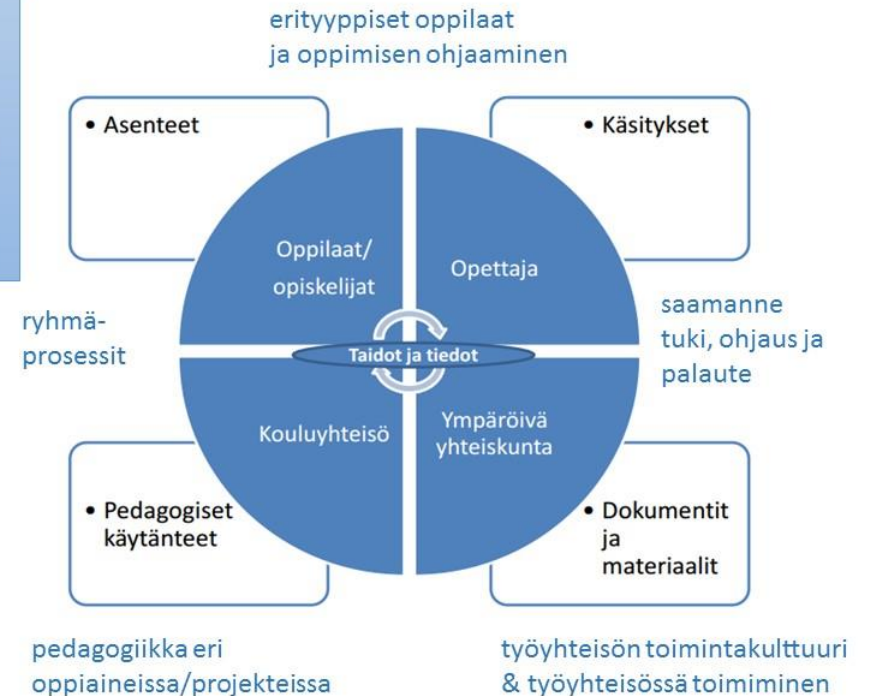 erityyppiset oppilaat
ja oppimisen ohjaaminen
• Asenteet
• Käsitykset
Oppilaat/
opiskelijat
Opettaja
ryhmä-
prosessit
saamanne
tuki, ohjaus ja
palaute
Taidot ja tiedot
Kouluyhteisö
Ympäröivä
yhteiskunta
• Pedagogiset
käytänteet
• Dokumentit
ja
materiaalit
pedagogiikka eri
oppiaineissa/projekteissa
työyhteisön toimintakulttuuri
& työyhteisössä toimiminen